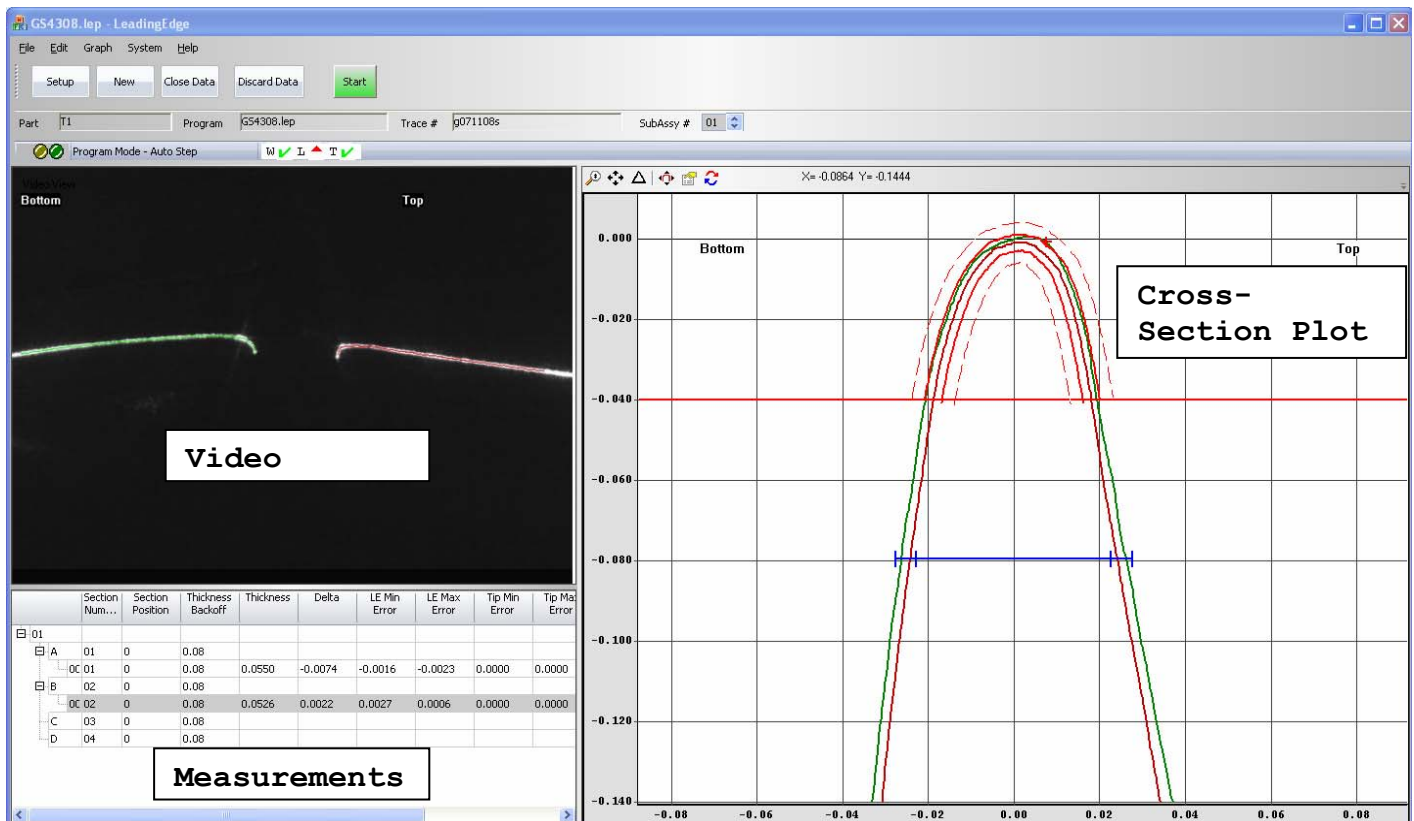 GS4308.lep - LeadingEdge
File Edit Graph System Help
Setup New Close Data Discard Data Start
Part T1 Program GS4308.lep Trace # g071108s SubAssy # 01
Program Mode - Auto Step W L T
Video View
Bottom Top
Video
X= -0.0864 Y= -0.1444
Bottom Top
Cross-
Section Plot
0.000
-0.020
-0.040
-0.060
-0.080
-0.100
-0.120
-0.140
-0.08 -0.06 -0.04 -0.02 0.00 0.02 0.04 0.06 0.08
Section Num... Section Position Thickness Backoff Thickness Delta LE Min Error LE Max Error Tip Min Error Tip Max Error
01
A 01 0 0.08
01 0 0.08 0.0550 -0.0074 -0.0016 -0.0023 0.0000 0.0000
B 02 0 0.08
02 0 0.08 0.0526 0.0022 0.0027 0.0006 0.0000 0.0000
C 03 0 0.08
D 04 0 0.08
Measurements